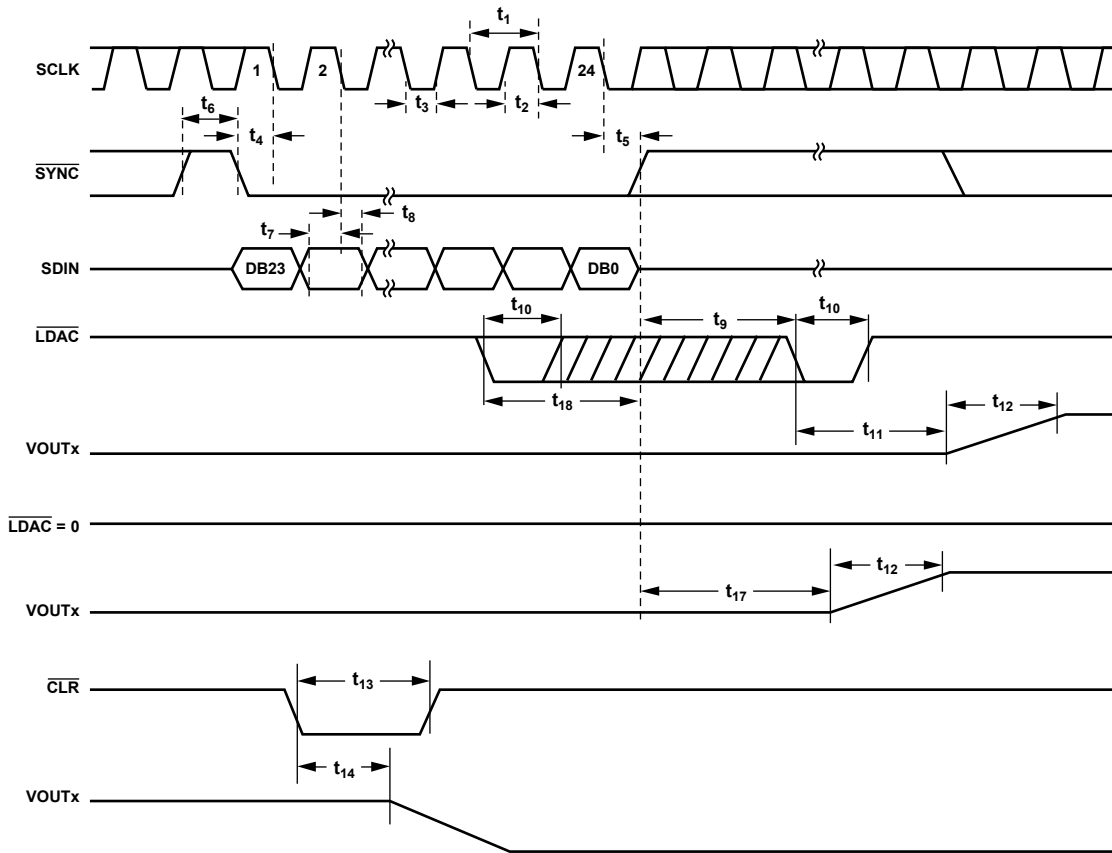 t1
SCLK
1
2
24
t3
t2
t6
t4
t5
SYNC
t8
t7
SDIN
DB23
DB0
t10
t9
t10
LDAC
t18
t12
t11
VOUTx
LDAC = 0
t12
t17
VOUTx
CLR
t13
t14
VOUTx